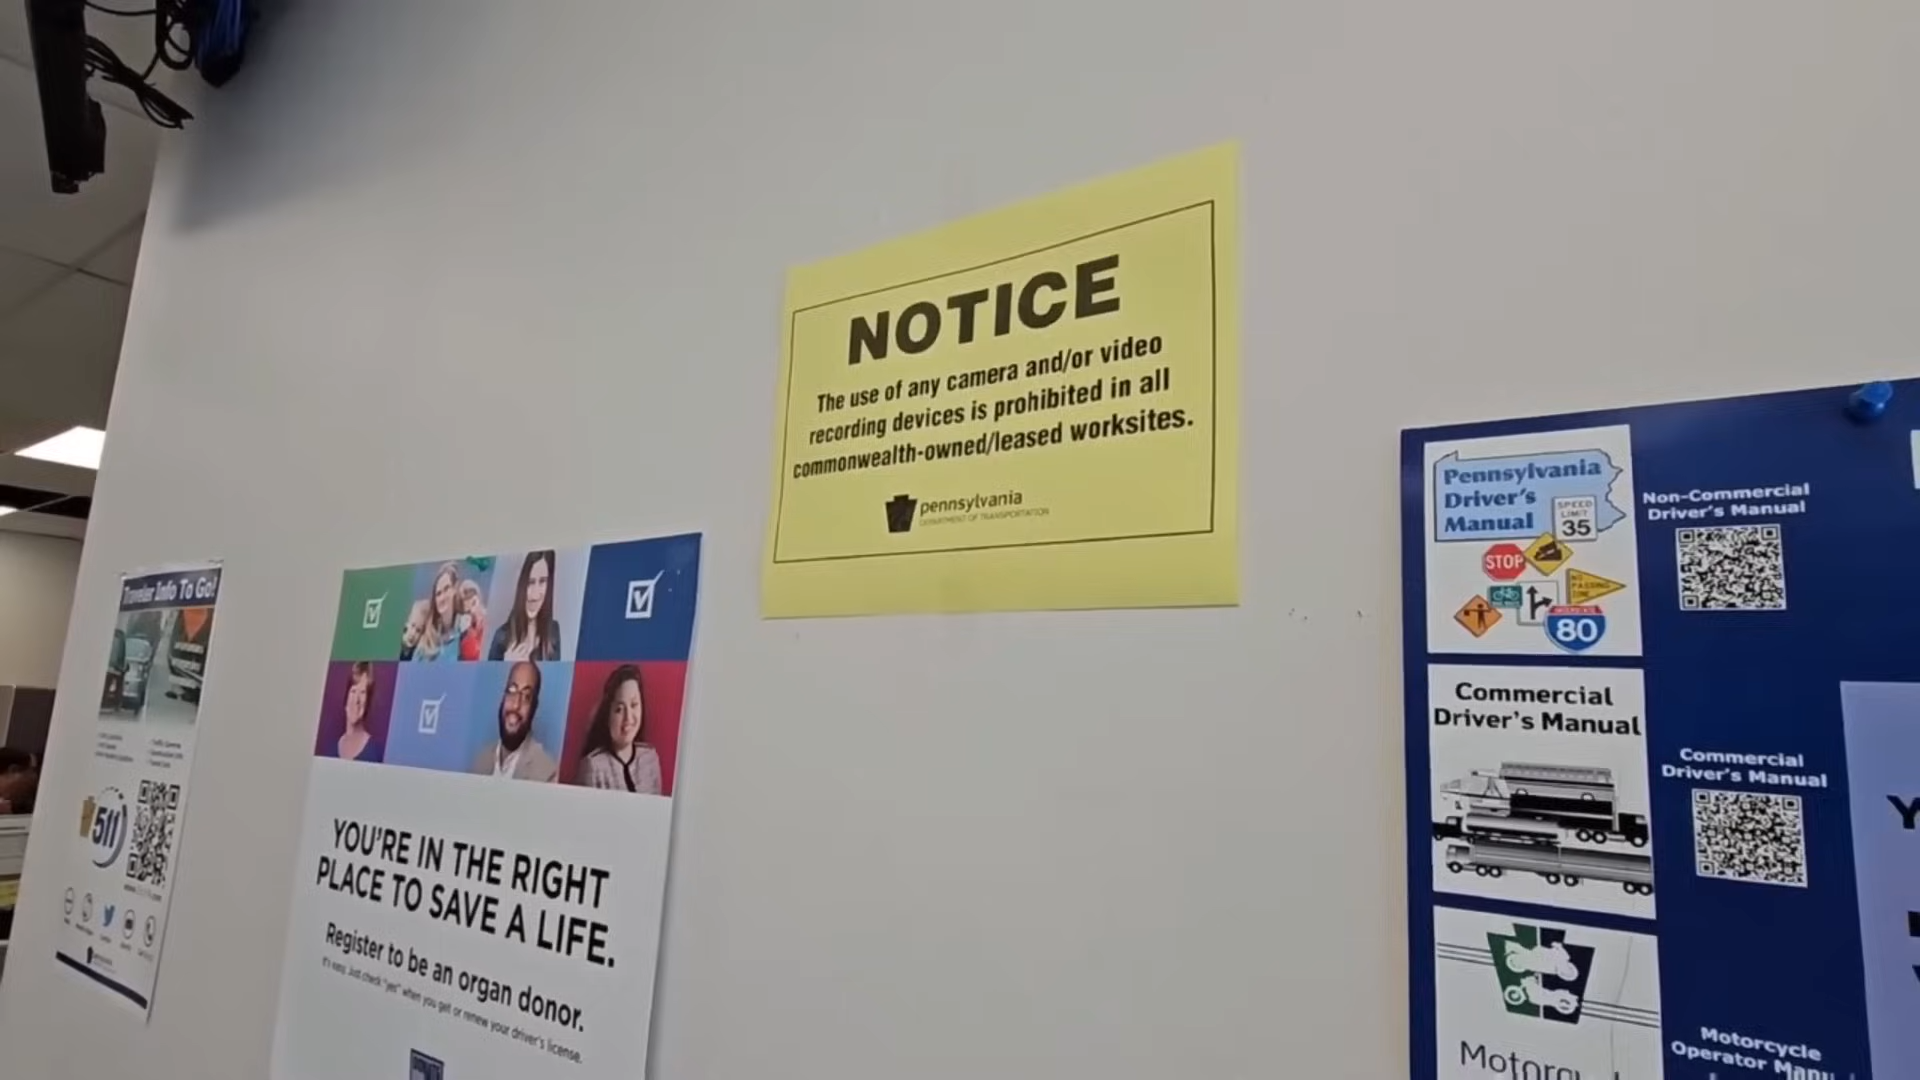 NOTICE
The use of any camera and/or video
recording devices is prohibited in all
commonwealth-owned/leased worksites.
pennsylvania
DEPARTMENT OF TRANSPORTATION
Traveler Info To Go!
511
YOU'RE IN THE RIGHT
PLACE TO SAVE A LIFE.
Register to be an organ donor.
It's easy. Just check "yes" when you get or renew your driver's license.
Pennsylvania
Driver's
Manual
SPEED
LIMIT
35
STOP
NO
PASSING
ZONE
80
Non-Commercial
Driver's Manual
Commercial
Driver's Manual
Commercial
Driver's Manual
Motorcycle
Operator